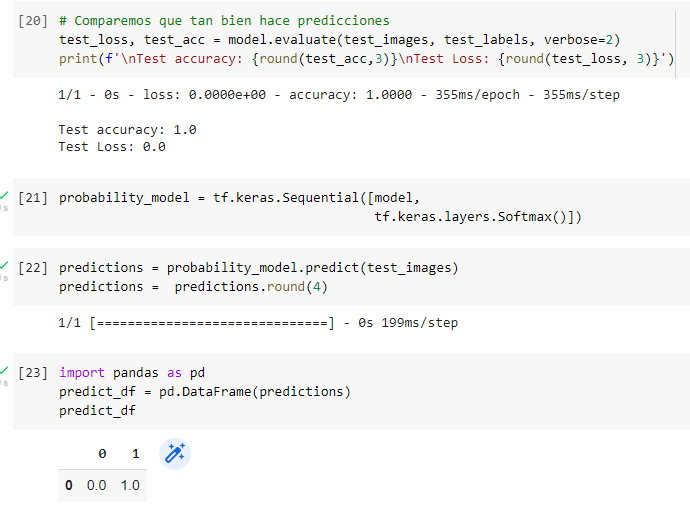 [20] # Comparemos que tan bien hace predicciones
test_loss, test_acc = model.evaluate(test_images, test_labels, verbose=2)
print(f'\nTest accuracy: {round(test_acc,3)}\nTest Loss: {round(test_loss, 3)}')
1/1 - 0s - loss: 0.0000e+00 - accuracy: 1.0000 - 355ms/epoch - 355ms/step
Test accuracy: 1.0
Test Loss: 0.0
[21] probability_model = tf.keras.Sequential([model,
tf.keras.layers.Softmax()])
[22] predictions = probability_model.predict(test_images)
predictions =  predictions.round(4)
1/1 [==============================] - 0s 199ms/step
[23] import pandas as pd
predict_df = pd.DataFrame(predictions)
predict_df
0 1
0 0.0 1.0